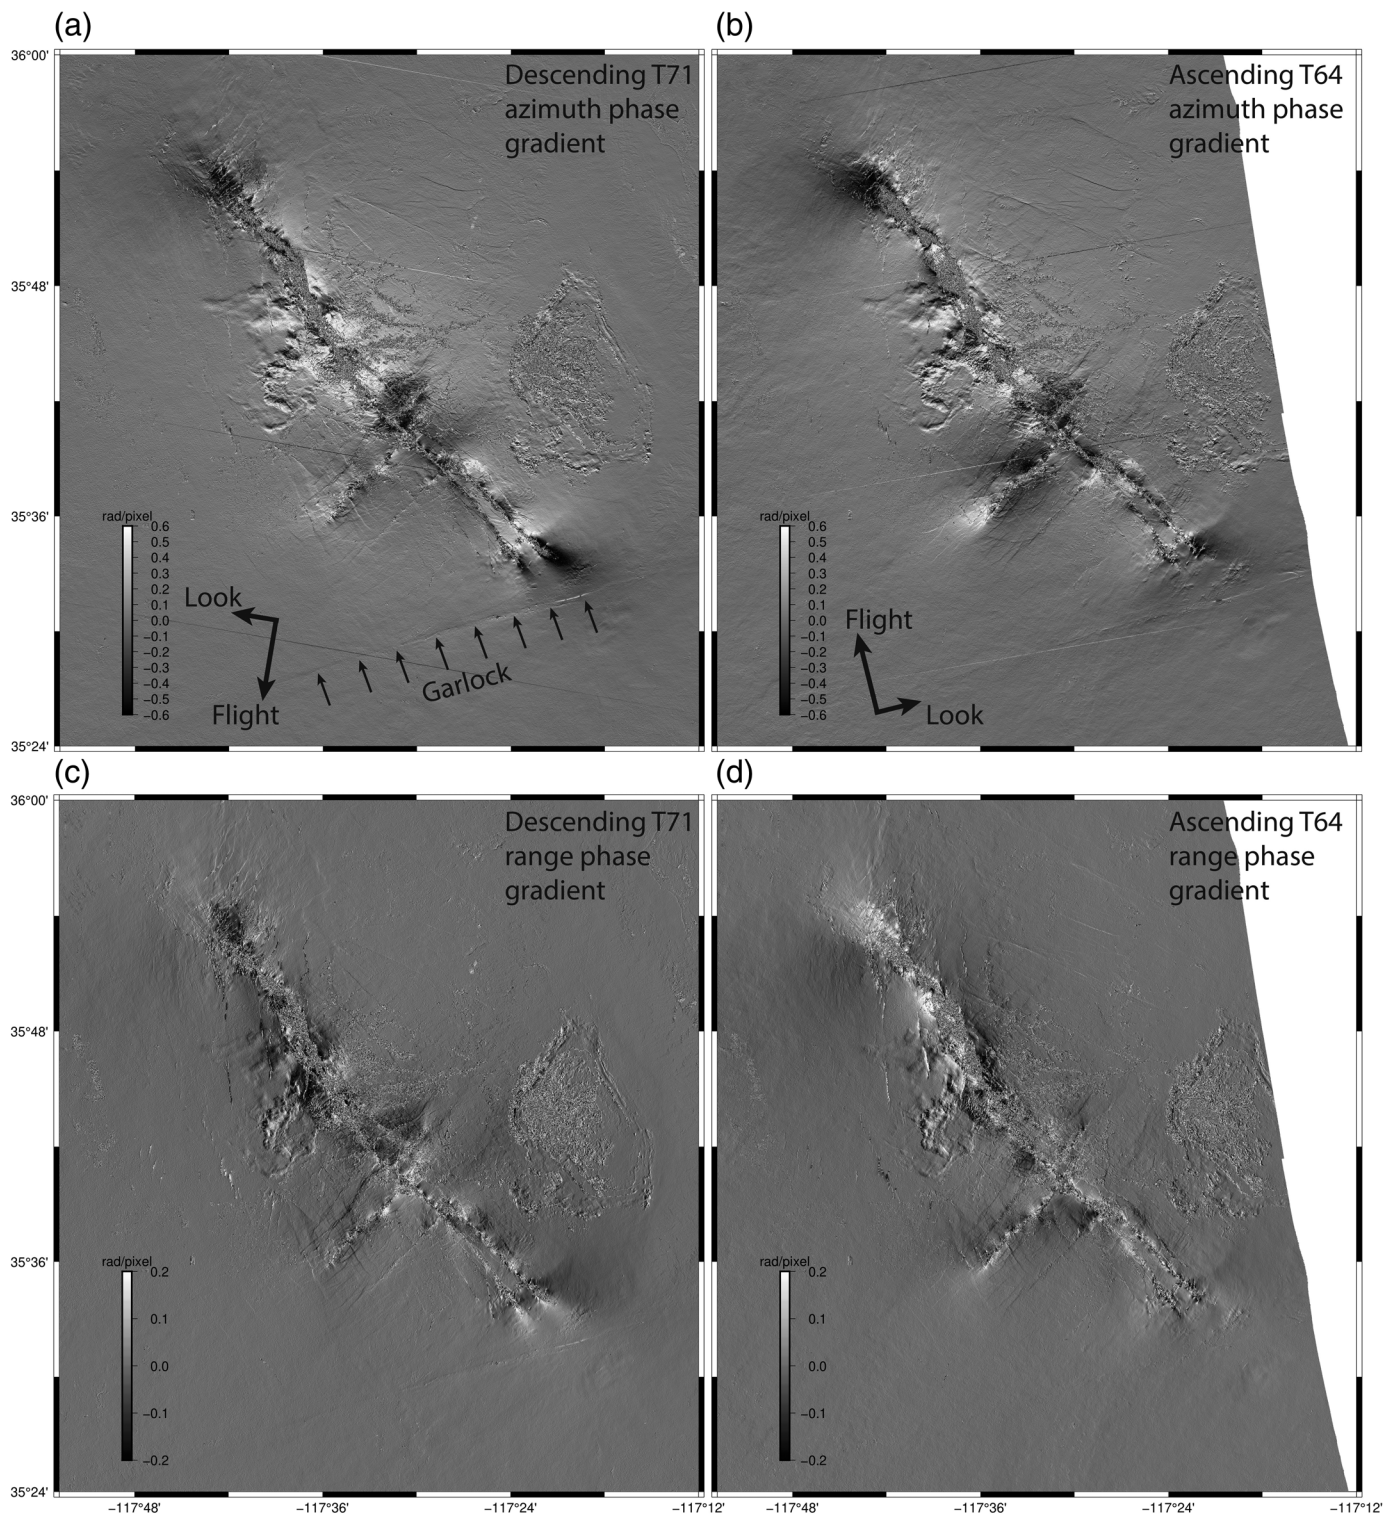 (a)
(b)
36°00'
35°48'
35°36'
35°24'
Descending T71
azimuth phase
gradient
rad/pixel
0.6
0.5
0.4
0.3
0.2
0.1
0.0
−0.1
−0.2
−0.3
−0.4
−0.5
−0.6
Look
Flight
Garlock
Ascending T64
azimuth phase
gradient
rad/pixel
0.6
0.5
0.4
0.3
0.2
0.1
0.0
−0.1
−0.2
−0.3
−0.4
−0.5
−0.6
Flight
Look
(c)
(d)
36°00'
35°48'
35°36'
35°24'
Descending T71
range phase
gradient
rad/pixel
0.2
0.1
0.0
−0.1
−0.2
Ascending T64
range phase
gradient
rad/pixel
0.2
0.1
0.0
−0.1
−0.2
−117°48'
−117°36'
−117°24'
−117°12'
−117°48'
−117°36'
−117°24'
−117°12'